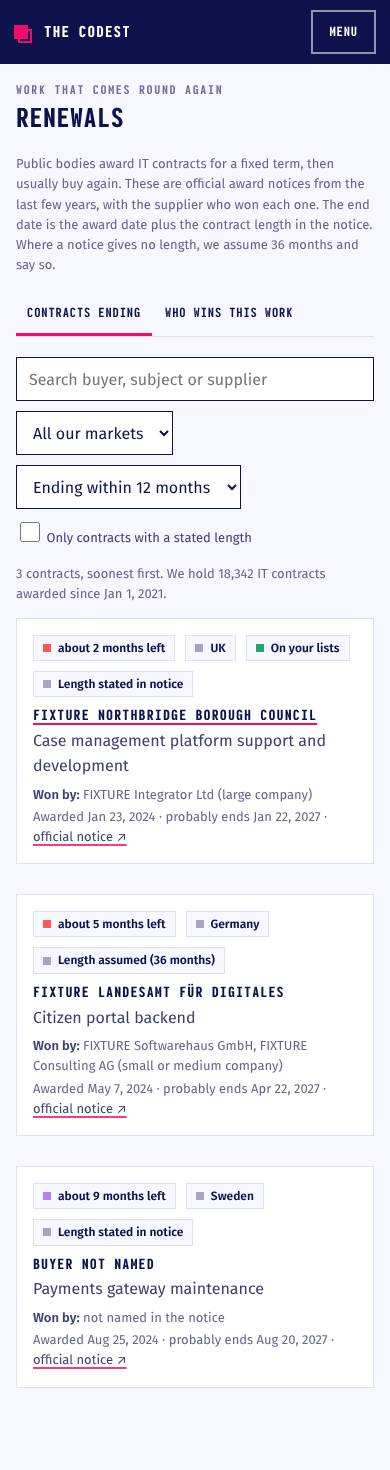 THE CODEST
MENU
WORK THAT COMES ROUND AGAIN
RENEWALS
Public bodies award IT contracts for a fixed term, then
usually buy again. These are official award notices from the
last few years, with the supplier who won each one. The end
date is the award date plus the contract length in the notice.
Where a notice gives no length, we assume 36 months and
say so.
CONTRACTS ENDING WHO WINS THIS WORK
Search buyer, subject or supplier
All our markets
Ending within 12 months
Only contracts with a stated length
3 contracts, soonest first. We hold 18,342 IT contracts
awarded since Jan 1, 2021.
about 2 months left UK On your lists
Length stated in notice
FIXTURE NORTHBRIDGE BOROUGH COUNCIL
Case management platform support and
development
Won by: FIXTURE Integrator Ltd (large company)
Awarded Jan 23, 2024 · probably ends Jan 22, 2027 ·
official notice ↗
about 5 months left Germany
Length assumed (36 months)
FIXTURE LANDESAMT FÜR DIGITALES
Citizen portal backend
Won by: FIXTURE Softwarehaus GmbH, FIXTURE
Consulting AG (small or medium company)
Awarded May 7, 2024 · probably ends Apr 22, 2027 ·
official notice ↗
about 9 months left Sweden
Length stated in notice
BUYER NOT NAMED
Payments gateway maintenance
Won by: not named in the notice
Awarded Aug 25, 2024 · probably ends Aug 20, 2027 ·
official notice ↗